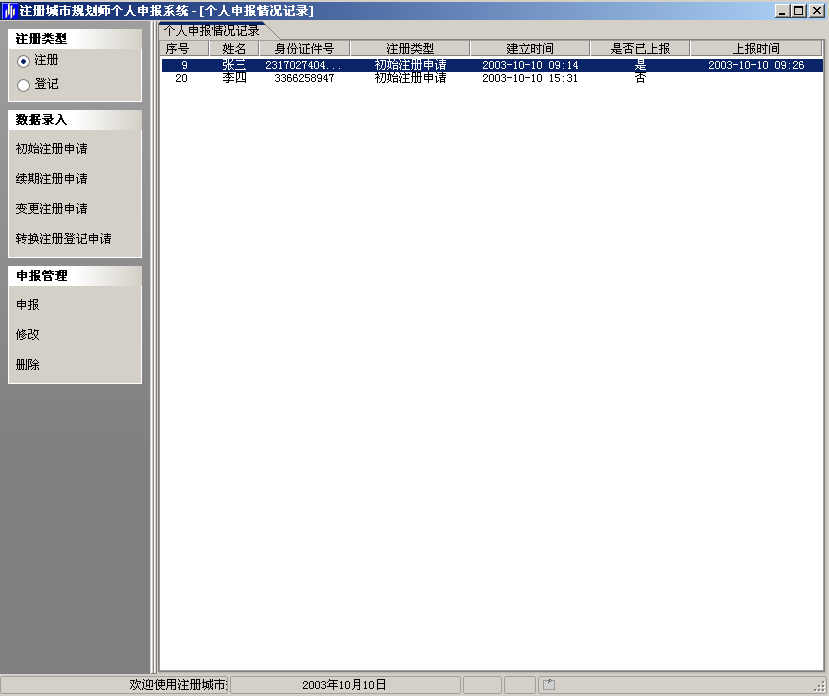 注册城市规划师个人申报系统 - [个人申报情况记录]
注册类型
注册
登记
数据录入
初始注册申请
续期注册申请
变更注册申请
转换注册登记申请
申报管理
申报
修改
删除
个人申报情况记录
序号 姓名 身份证件号 注册类型 建立时间 是否已上报 上报时间
9 张三 2317027404... 初始注册申请 2003-10-10 09:14 是 2003-10-10 09:26
20 李四 3366258947 初始注册申请 2003-10-10 15:31 否
欢迎使用注册城市 2003年10月10日